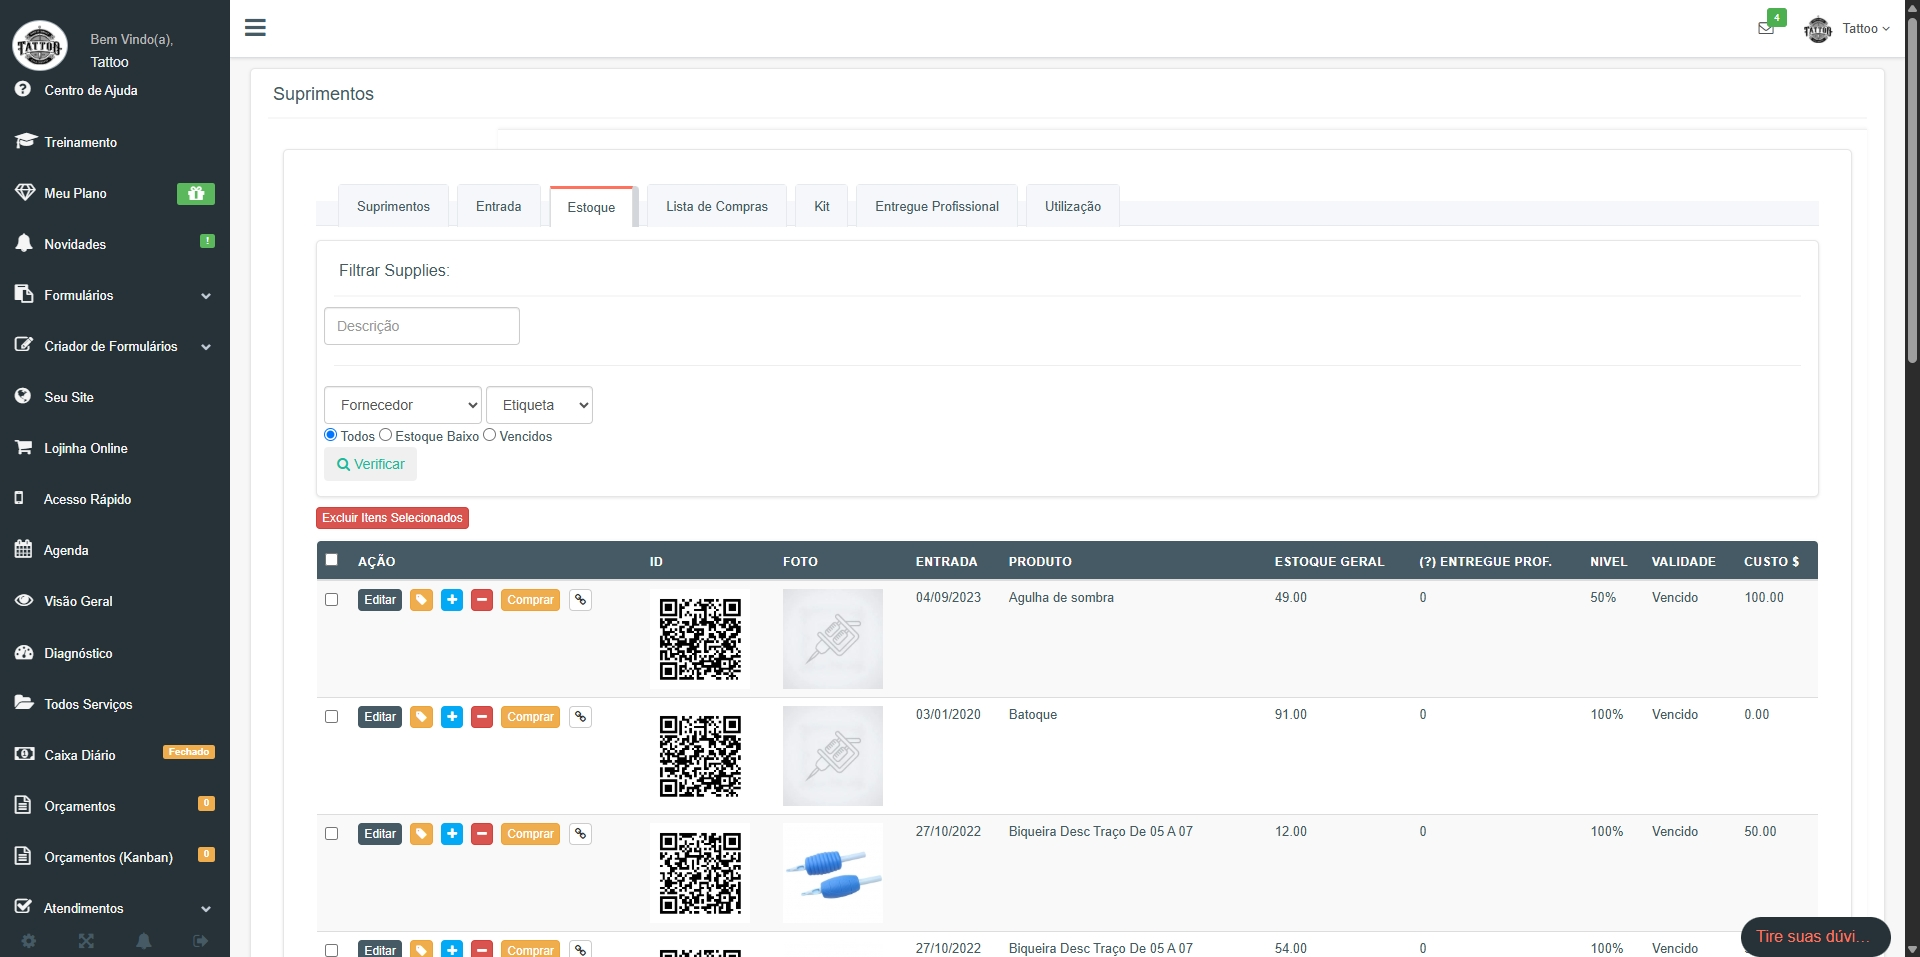 TATTOO
Bem Vindo(a),
Tattoo
Centro de Ajuda
Treinamento
Meu Plano
Novidades
!
Formulários
Criador de Formulários
Seu Site
Lojinha Online
Acesso Rápido
Agenda
Visão Geral
Diagnóstico
Todos Serviços
Caixa Diário
Fechado
Orçamentos
0
Orçamentos (Kanban)
0
Atendimentos
4
Tattoo
Suprimentos
Suprimentos Entrada Estoque Lista de Compras Kit Entregue Profissional Utilização
Filtrar Supplies:
Descrição
Fornecedor Etiqueta
Todos Estoque Baixo Vencidos
Verificar
Excluir Itens Selecionados
AÇÃO ID FOTO ENTRADA PRODUTO ESTOQUE GERAL (?) ENTREGUE PROF. NIVEL VALIDADE CUSTO $
Editar Comprar 04/09/2023 Agulha de sombra 49.00 0 50% Vencido 100.00
Editar Comprar 03/01/2020 Batoque 91.00 0 100% Vencido 0.00
Editar Comprar 27/10/2022 Biqueira Desc Traço De 05 A 07 12.00 0 100% Vencido 50.00
Editar Comprar 27/10/2022 Biqueira Desc Traço De 05 A 07 54.00 0 100% Vencido
Tire suas dúvi...